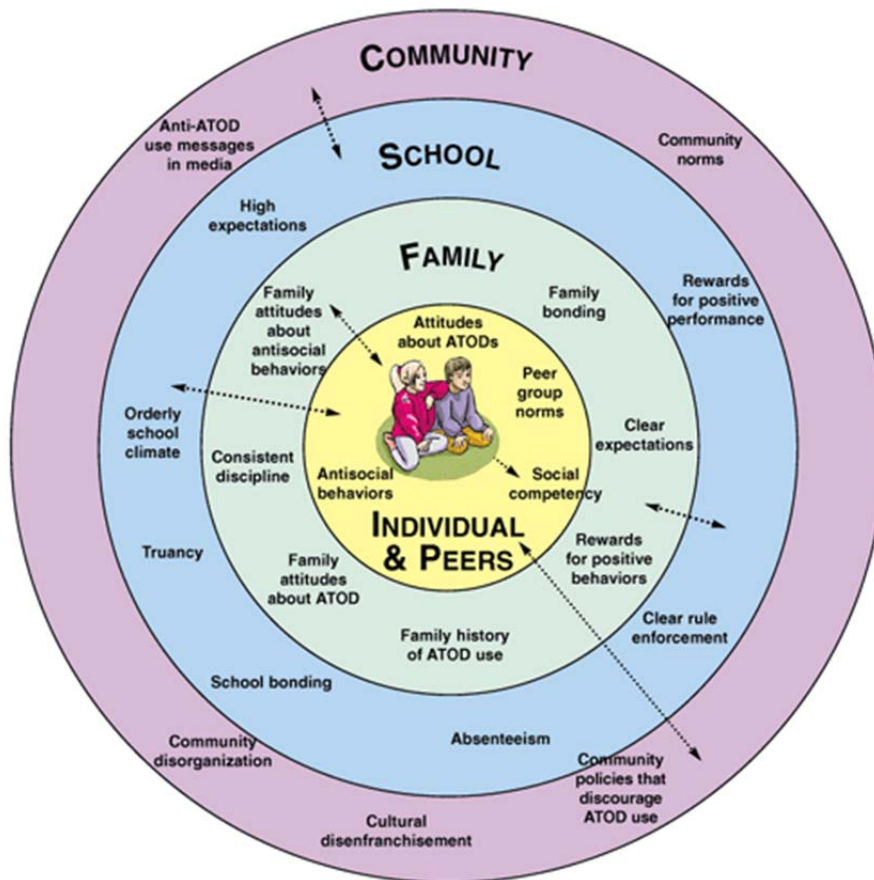 COMMUNITY
Anti-ATOD
use messages
in media
Community
norms
SCHOOL
High
expectations
Rewards
for positive
performance
Orderly
school
climate
Truancy
Clear rule
enforcement
School bonding
Absenteeism
FAMILY
Family
attitudes
about
antisocial
behaviors
Family
bonding
Clear
expectations
Consistent
discipline
Rewards
for positive
behaviors
Family
attitudes
about ATOD
Family history
of ATOD use
Attitudes
about ATODs
Peer
group
norms
Antisocial
behaviors
Social
competency
INDIVIDUAL
& PEERS
Community
disorganization
Cultural
disenfranchisement
Community
policies that
discourage
ATOD use